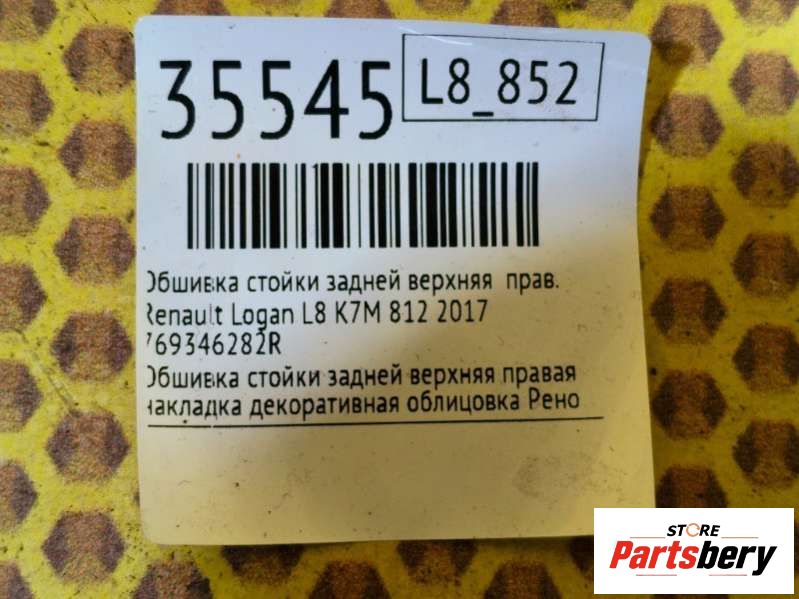 35545
L8_852
Обшивка стойки задней верхняя прав.
Renault Logan L8 K7M 812 2017
769346282R
Обшивка стойки задней верхняя правая
накладка декоративная облицовка Рено
STORE
Partsbery